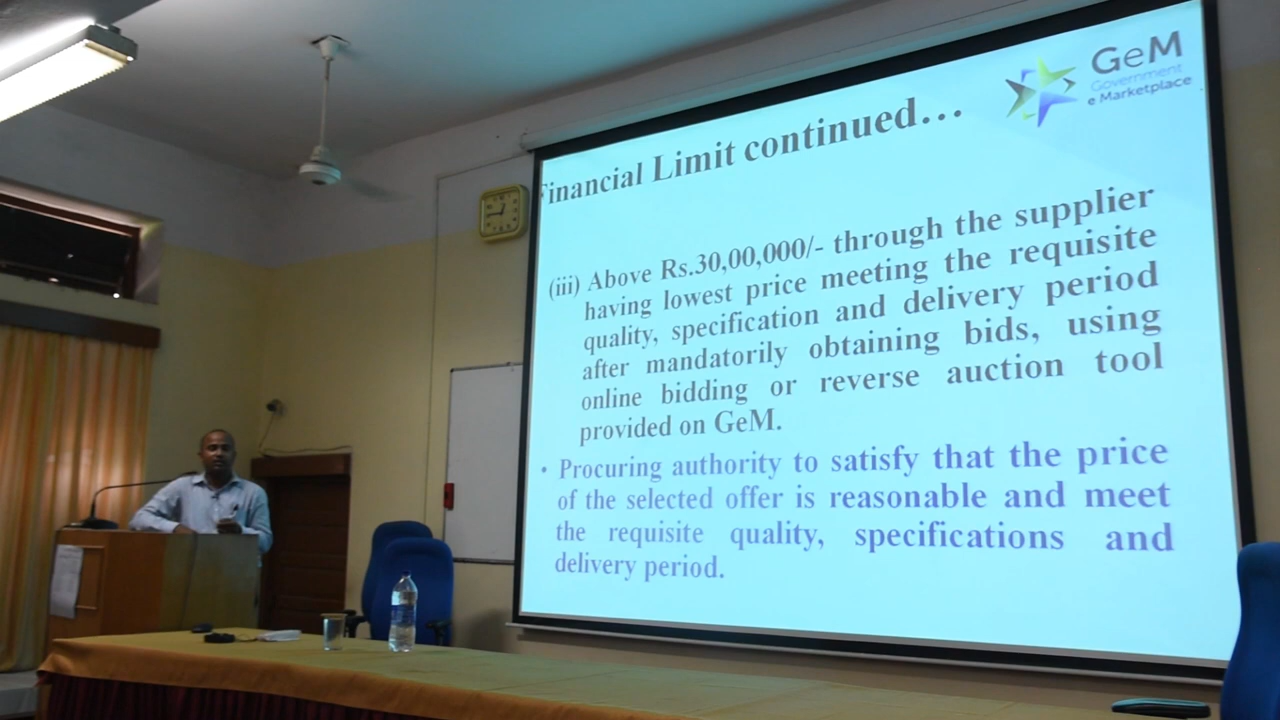 GeM
Government
e Marketplace
Financial Limit continued...
(iii) Above Rs.30,00,000/- through the supplier
having lowest price meeting the requisite
quality, specification and delivery period
after mandatorily obtaining bids, using
online bidding or reverse auction tool
provided on GeM.
• Procuring authority to satisfy that the price
of the selected offer is reasonable and meet
the requisite quality, specifications and
delivery period.